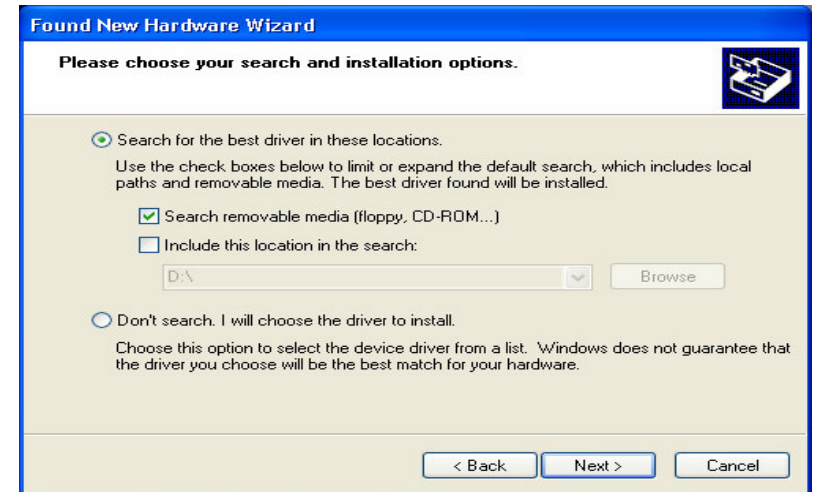 Found New Hardware Wizard
Please choose your search and installation options.
Search for the best driver in these locations.
Use the check boxes below to limit or expand the default search, which includes local
paths and removable media. The best driver found will be installed.
Search removable media (floppy, CD-ROM...)
Include this location in the search:
D:\
Browse
Don't search. I will choose the driver to install.
Choose this option to select the device driver from a list. Windows does not guarantee that
the driver you choose will be the best match for your hardware.
< Back Next > Cancel